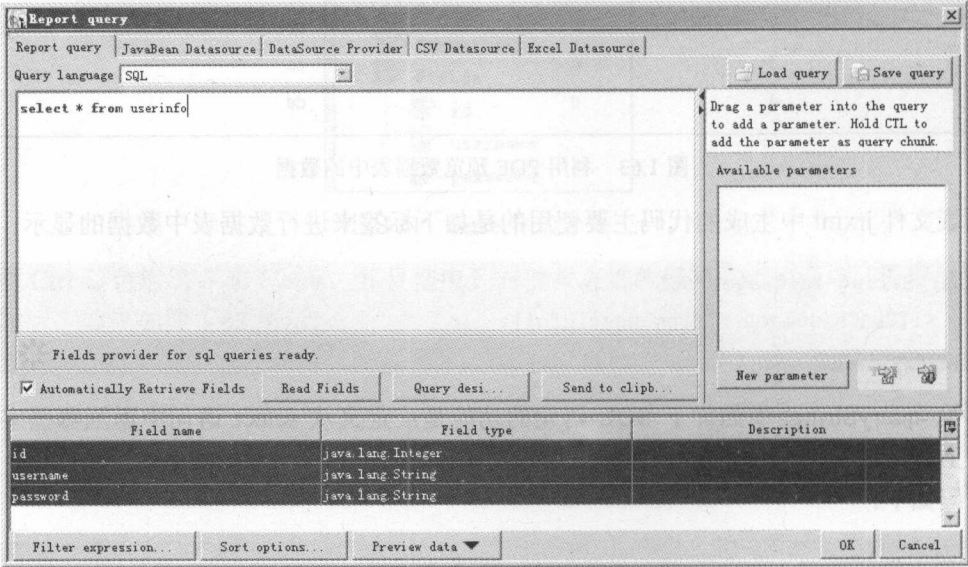 Report query
Report query JavaBean Datasource DataSource Provider CSV Datasource Excel Datasource
Query language SQL
Load query Save query
select * from userinfo
Drag a parameter into the query
to add a parameter. Hold CTL to
add the parameter as query chunk.
Available parameters
Fields provider for sql queries ready.
Automatically Retrieve Fields Read Fields Query desi... Send to clipb...
New parameter
Field name Field type Description
id java.lang.Integer
username java.lang.String
password java.lang.String
Filter expression... Sort options... Preview data OK Cancel